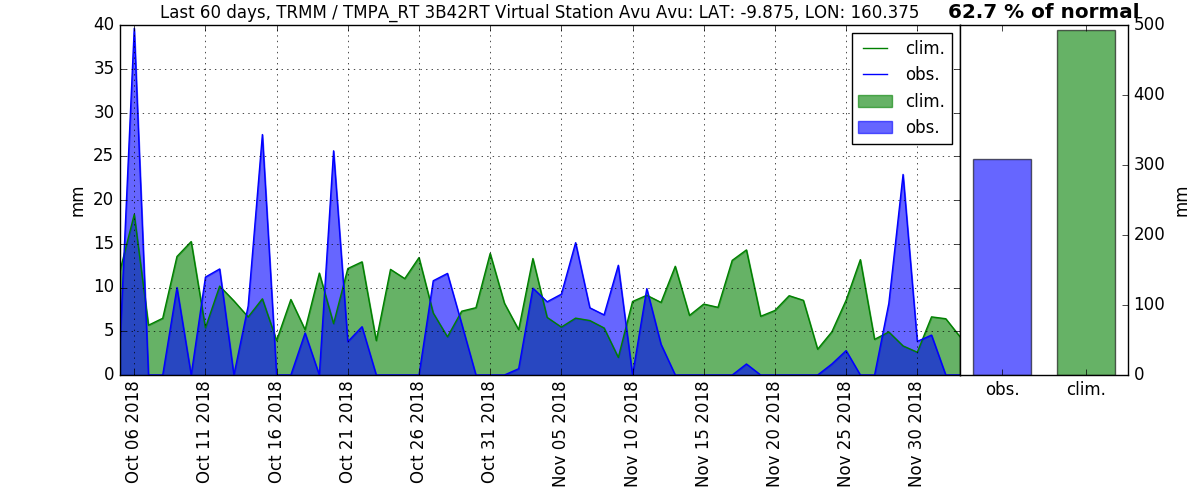 Last 60 days, TRMM / TMPA_RT 3B42RT Virtual Station Avu Avu: LAT: -9.875, LON: 160.375
62.7 % of normal
40
35
30
25
20
15
10
5
0
mm
clim.
obs.
clim.
obs.
500
400
300
200
100
0
mm
Oct 06 2018
Oct 11 2018
Oct 16 2018
Oct 21 2018
Oct 26 2018
Oct 31 2018
Nov 05 2018
Nov 10 2018
Nov 15 2018
Nov 20 2018
Nov 25 2018
Nov 30 2018
obs.
clim.